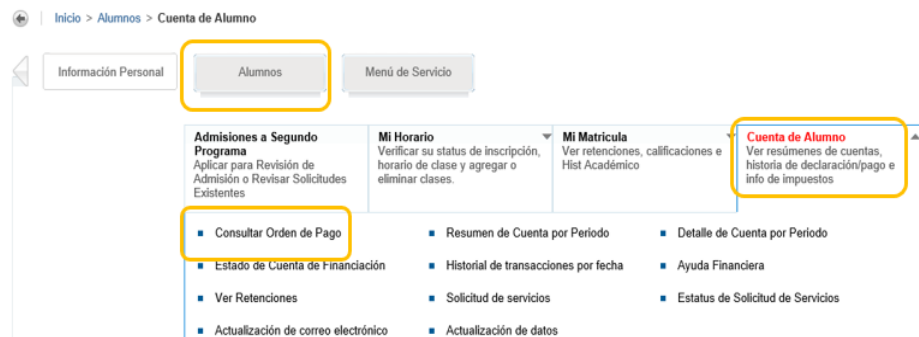 Inicio > Alumnos > Cuenta de Alumno
Información Personal
Alumnos
Menú de Servicio
Admisiones a Segundo
Programa
Aplicar para Revisión de
Admisión o Revisar Solicitudes
Existentes
Mi Horario
Verificar su status de inscripción,
horario de clase y agregar o
eliminar clases.
Mi Matricula
Ver retenciones, calificaciones e
Hist Académico
Cuenta de Alumno
Ver resúmenes de cuentas,
historia de declaración/pago e
info de impuestos
Consultar Orden de Pago
Resumen de Cuenta por Periodo
Detalle de Cuenta por Periodo
Estado de Cuenta de Financiación
Historial de transacciones por fecha
Ayuda Financiera
Ver Retenciones
Solicitud de servicios
Estatus de Solicitud de Servicios
Actualización de correo electrónico
Actualización de datos